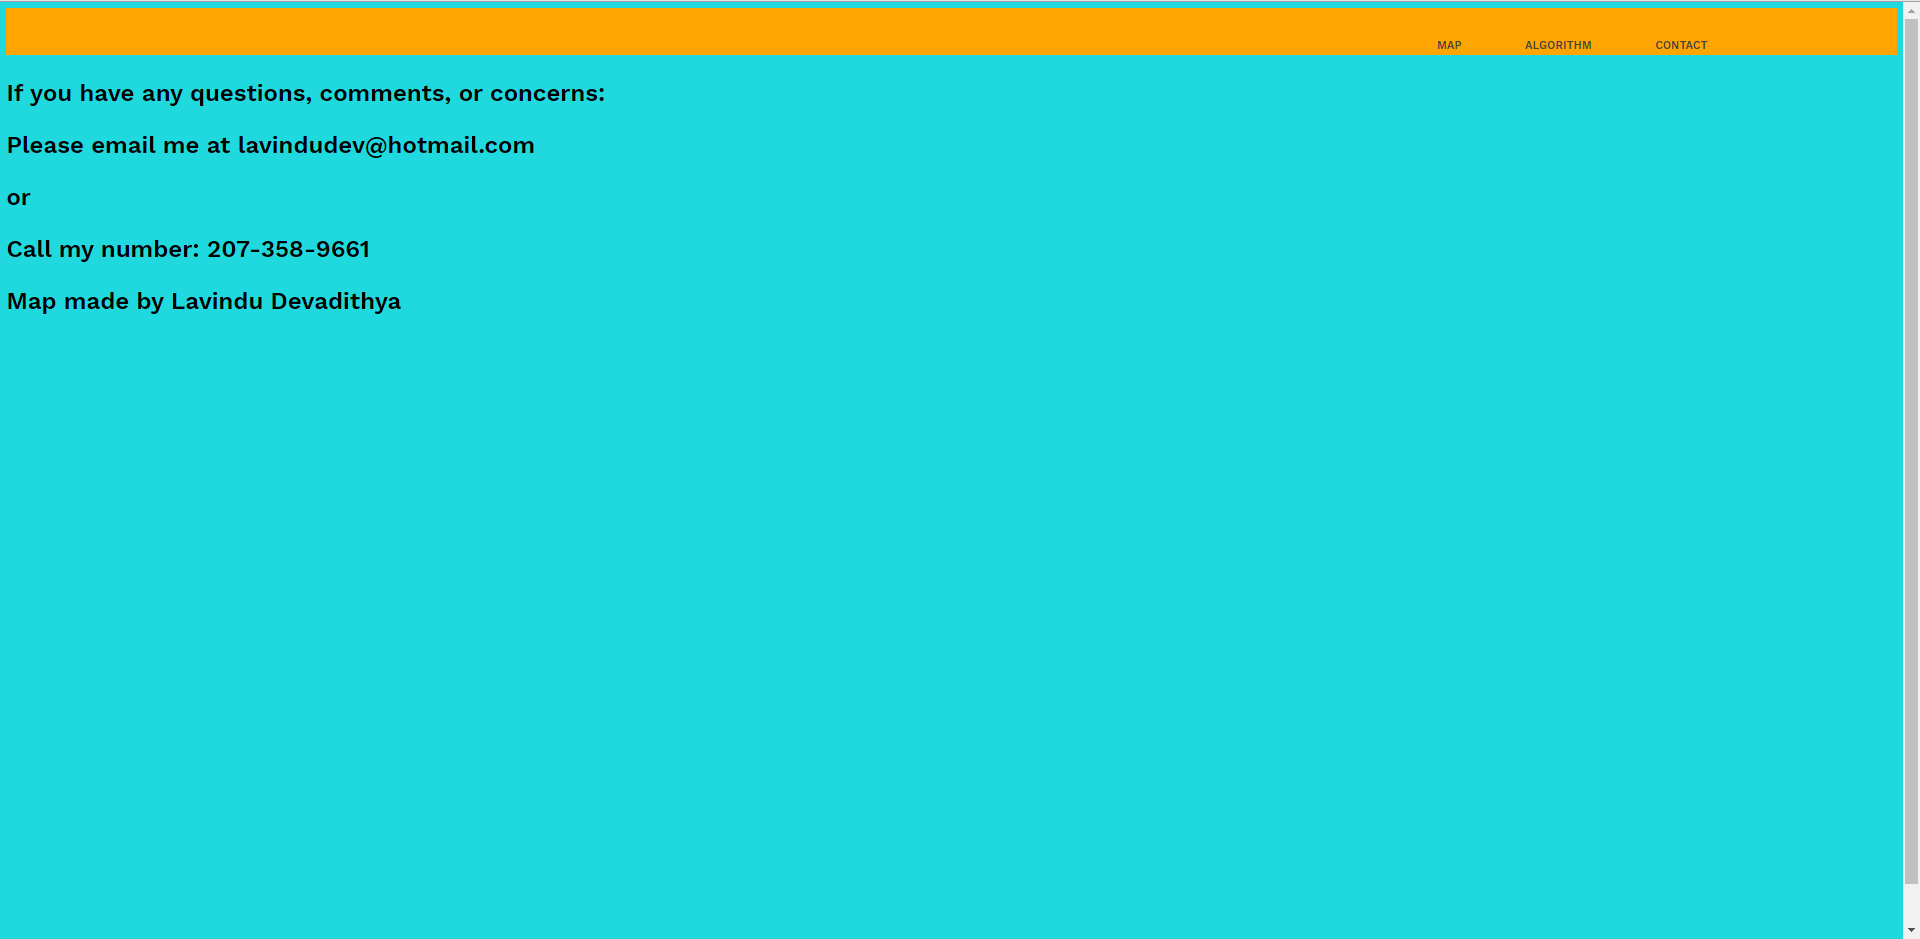 MAP ALGORITHM CONTACT
If you have any questions, comments, or concerns:
Please email me at lavindudev@hotmail.com
or
Call my number: 207-358-9661
Map made by Lavindu Devadithya